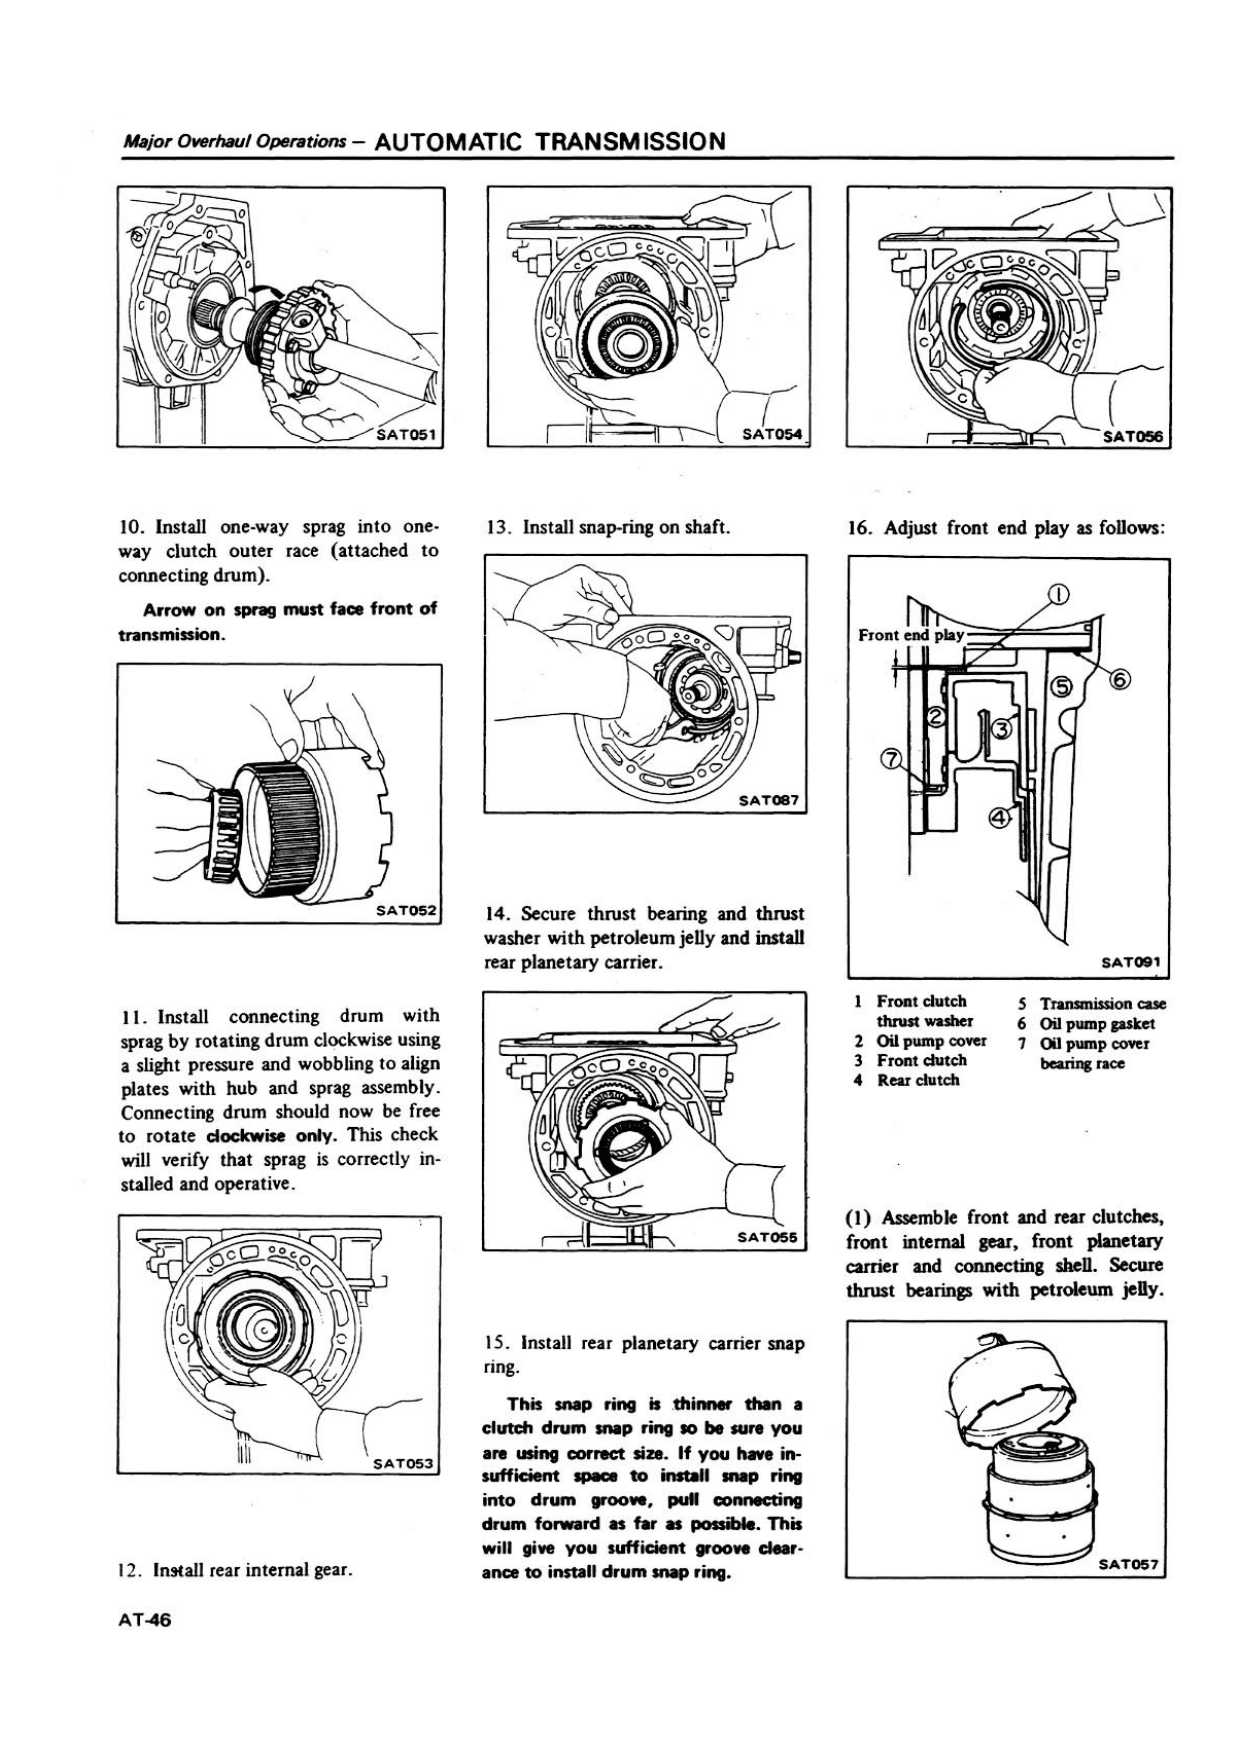 Major Overhaul Operations – AUTOMATIC TRANSMISSION
SAT051
10. Install one-way sprag into one-
way clutch outer race (attached to
connecting drum).
Arrow on sprag must face front of
transmission.
SAT052
11. Install connecting drum with
sprag by rotating drum clockwise using
a slight pressure and wobbling to align
plates with hub and sprag assembly.
Connecting drum should now be free
to rotate clockwise only. This check
will verify that sprag is correctly in-
stalled and operative.
SAT053
12. Install rear internal gear.
SAT054
13. Install snap-ring on shaft.
SAT087
14. Secure thrust bearing and thrust
washer with petroleum jelly and install
rear planetary carrier.
SAT055
15. Install rear planetary carrier snap
ring.
This snap ring is thinner than a
clutch drum snap ring so be sure you
are using correct size. If you have in-
sufficient space to install snap ring
into drum groove, pull connecting
drum forward as far as possible. This
will give you sufficient groove clear-
ance to install drum snap ring.
SAT056
16. Adjust front end play as follows:
Front end play
1
2
3
4
5
6
7
SAT091
1 Front clutch
thrust washer
2 Oil pump cover
3 Front clutch
4 Rear clutch
5 Transmission case
6 Oil pump gasket
7 Oil pump cover
bearing race
(1) Assemble front and rear clutches,
front internal gear, front planetary
carrier and connecting shell. Secure
thrust bearings with petroleum jelly.
SAT057
AT-46